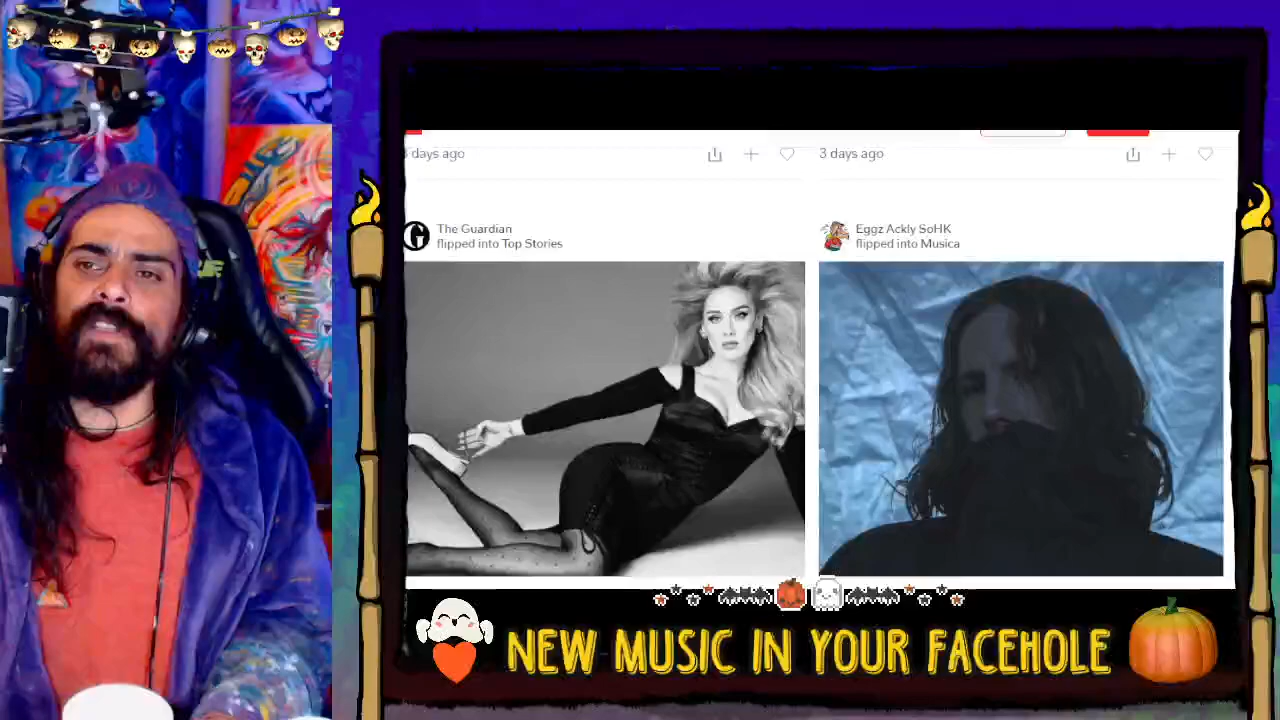 days ago
3 days ago
The Guardian
flipped into Top Stories
Eggz Ackly SoHK
flipped into Musica
NEW MUSIC IN YOUR FACEHOLE